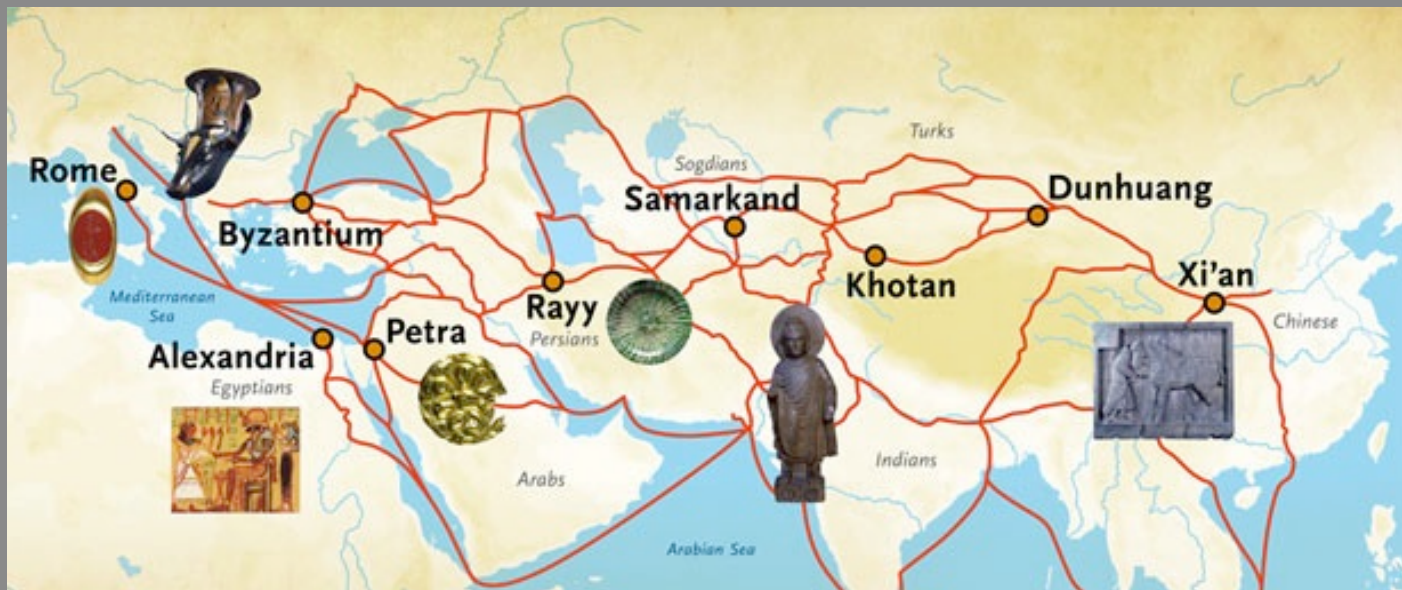 Turks
Sogdians
Rome
Samarkand
Dunhuang
Byzantium
Khotan
Xi'an
Mediterranean
Sea
Rayy
Persians
Chinese
Petra
Alexandria
Egyptians
Indians
Arabs
Arabian Sea